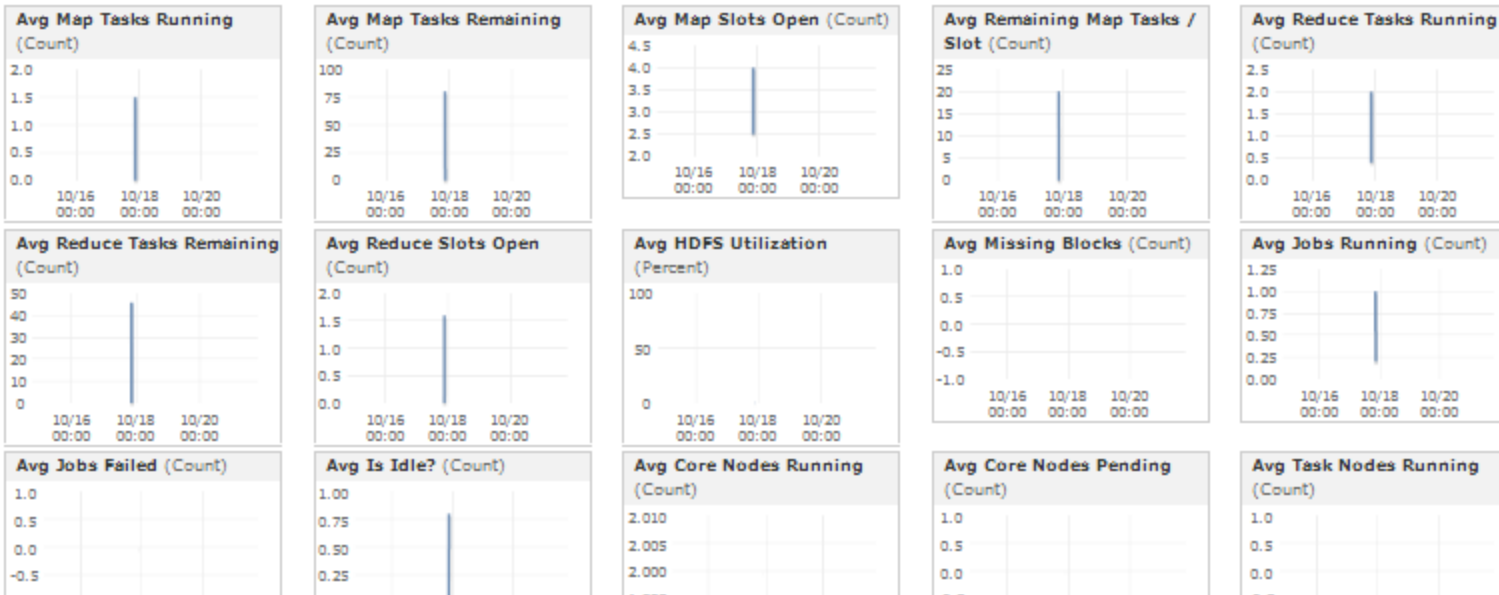 Avg Map Tasks Running
(Count)
2.0
1.5
1.0
0.5
0.0
10/16 10/18 10/20
00:00 00:00 00:00
Avg Map Tasks Remaining
(Count)
100
75
50
25
0
10/16 10/18 10/20
00:00 00:00 00:00
Avg Map Slots Open (Count)
4.5
4.0
3.5
3.0
2.5
2.0
10/16 10/18 10/20
00:00 00:00 00:00
Avg Remaining Map Tasks /
Slot (Count)
25
20
15
10
5
0
10/16 10/18 10/20
00:00 00:00 00:00
Avg Reduce Tasks Running
(Count)
2.5
2.0
1.5
1.0
0.5
0.0
10/16 10/18 10/20
00:00 00:00 00:00
Avg Reduce Tasks Remaining
(Count)
50
40
30
20
10
0
10/16 10/18 10/20
00:00 00:00 00:00
Avg Reduce Slots Open
(Count)
2.0
1.5
1.0
0.5
0.0
10/16 10/18 10/20
00:00 00:00 00:00
Avg HDFS Utilization
(Percent)
100
50
0
10/16 10/18 10/20
00:00 00:00 00:00
Avg Missing Blocks (Count)
1.0
0.5
0.0
-0.5
-1.0
10/16 10/18 10/20
00:00 00:00 00:00
Avg Jobs Running (Count)
1.25
1.00
0.75
0.50
0.25
0.00
10/16 10/18 10/20
00:00 00:00 00:00
Avg Jobs Failed (Count)
1.0
0.5
0.0
-0.5
Avg Is Idle? (Count)
1.00
0.75
0.50
0.25
Avg Core Nodes Running
(Count)
2.010
2.005
2.000
Avg Core Nodes Pending
(Count)
1.0
0.5
0.0
Avg Task Nodes Running
(Count)
1.0
0.5
0.0